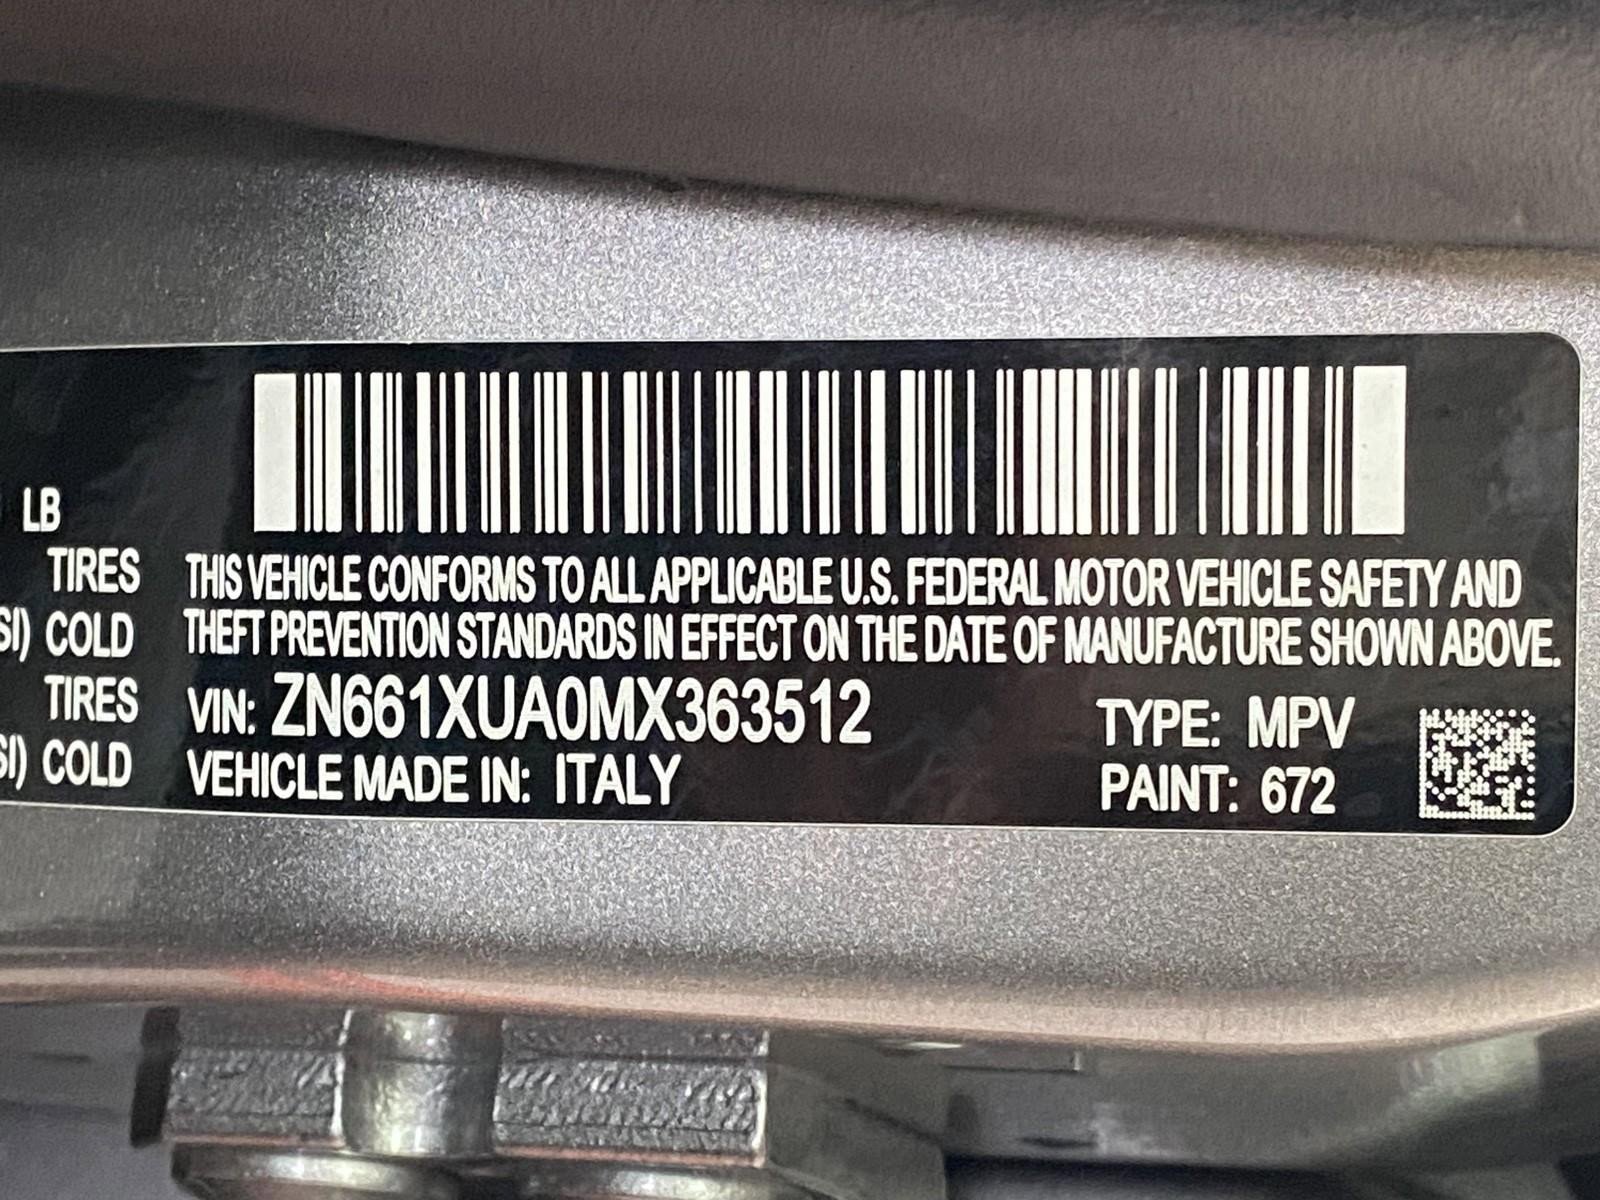 LB
TIRES
SI) COLD
TIRES
SI) COLD
THIS VEHICLE CONFORMS TO ALL APPLICABLE U.S. FEDERAL MOTOR VEHICLE SAFETY AND
THEFT PREVENTION STANDARDS IN EFFECT ON THE DATE OF MANUFACTURE SHOWN ABOVE.
VIN: ZN661XUA0MX363512
VEHICLE MADE IN: ITALY
TYPE: MPV
PAINT: 672